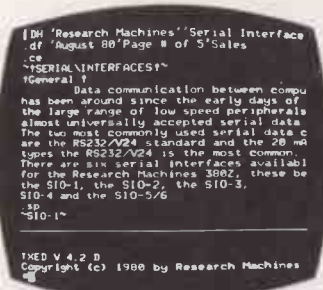 |DH 'Research Machines''Serial Interface
.df 'August 80'Page # of 5'Sales
.ce
~↑SERIAL\INTERFACES↑~
↑General ↑
Data communication between compu
has been around since the early days of
the large range of low speed peripherals
almost universally accepted serial data
The two most commonly used serial data c
are the RS232/V24 standard and the 20 mA
types the RS232/V24 is the most common.
There are six serial interfaces availabl
for the Research Machines 380Z, these be
the SIO-1, the SIO-2, the SIO-3,
SIO-4 and the SIO-5/6
.sp
~SIO-1~
TXED V 4.2 D
Copyright (c) 1980 by Research Machines